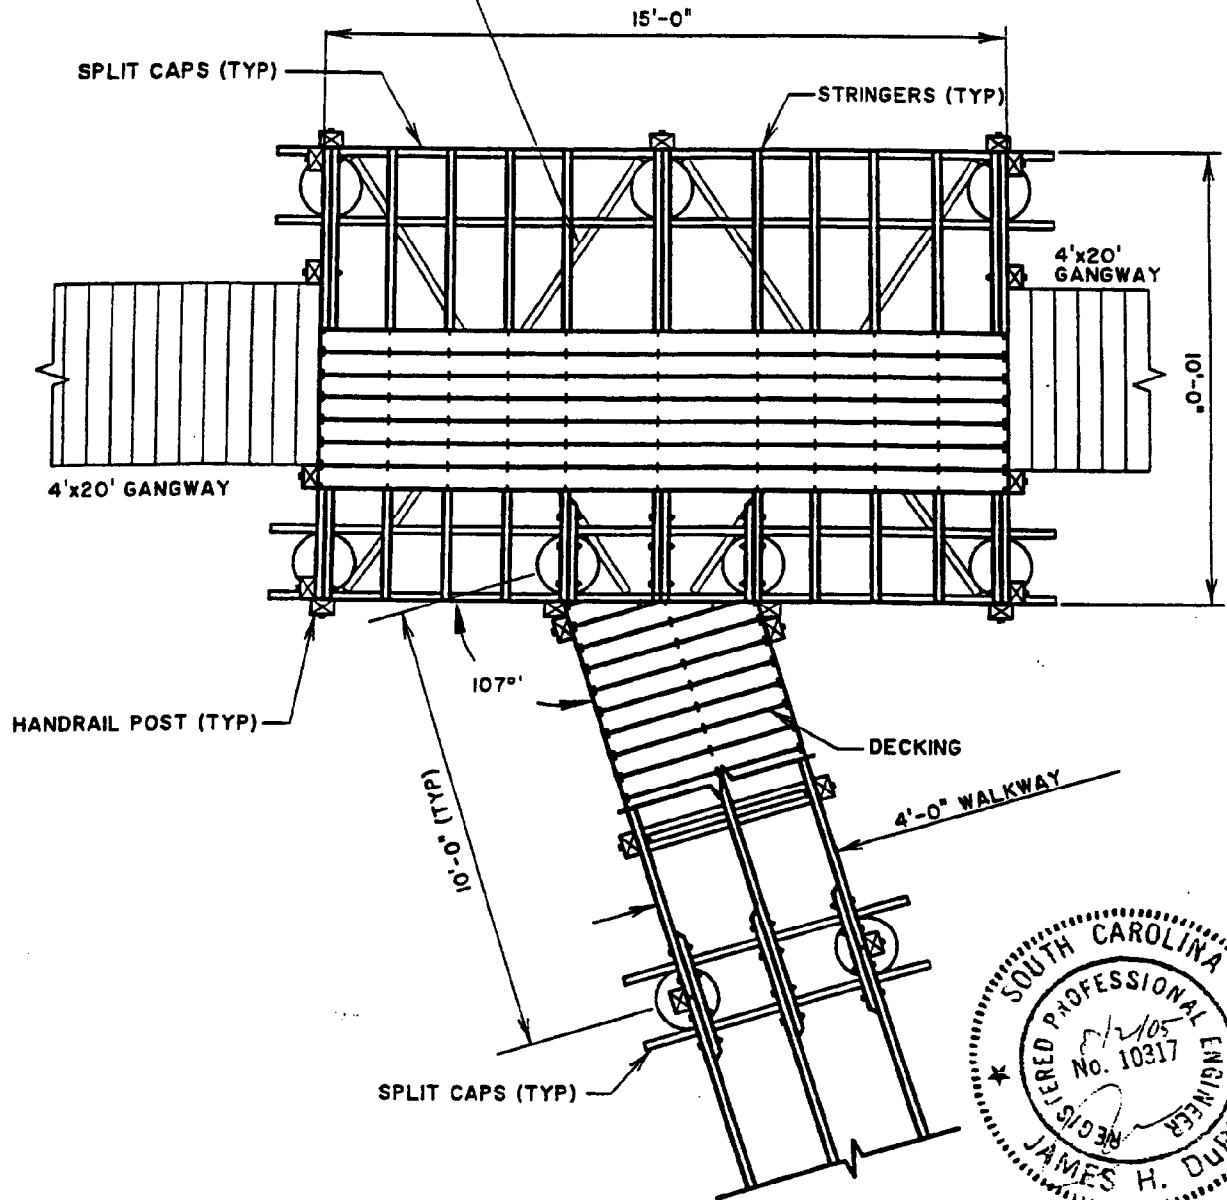 15'-0"
SPLIT CAPS (TYP)
STRINGERS (TYP)
4'x20'
GANGWAY
10'-0"
4'x20' GANGWAY
107°'
HANDRAIL POST (TYP)
DECKING
10'-0" (TYP)
4'-0" WALKWAY
SPLIT CAPS (TYP)
SOUTH CAROLINA
REGISTERED PROFESSIONAL ENGINEER
No. 10317
JAMES H.